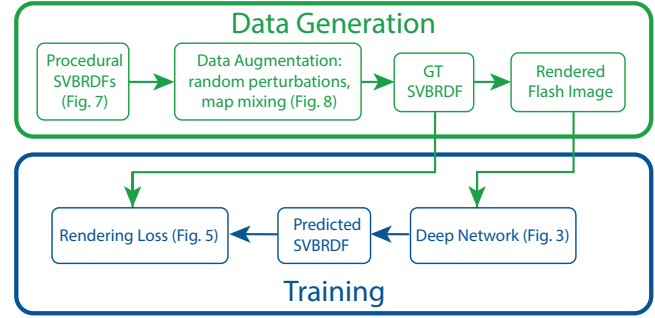 Data Generation
Procedural
SVBRDFs
(Fig. 7)
Data Augmentation:
random perturbations,
map mixing (Fig. 8)
GT
SVBRDF
Rendered
Flash Image
Rendering Loss (Fig. 5)
Predicted
SVBRDF
Deep Network (Fig. 3)
Training